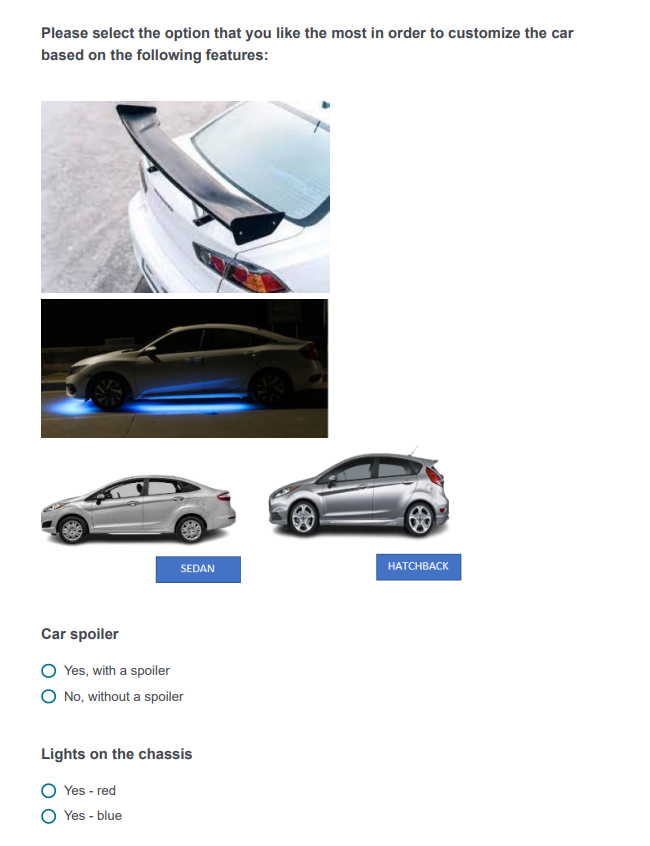 Please select the option that you like the most in order to customize the car
based on the following features:
SEDAN
HATCHBACK
Car spoiler
Yes, with a spoiler
No, without a spoiler
Lights on the chassis
Yes - red
Yes - blue